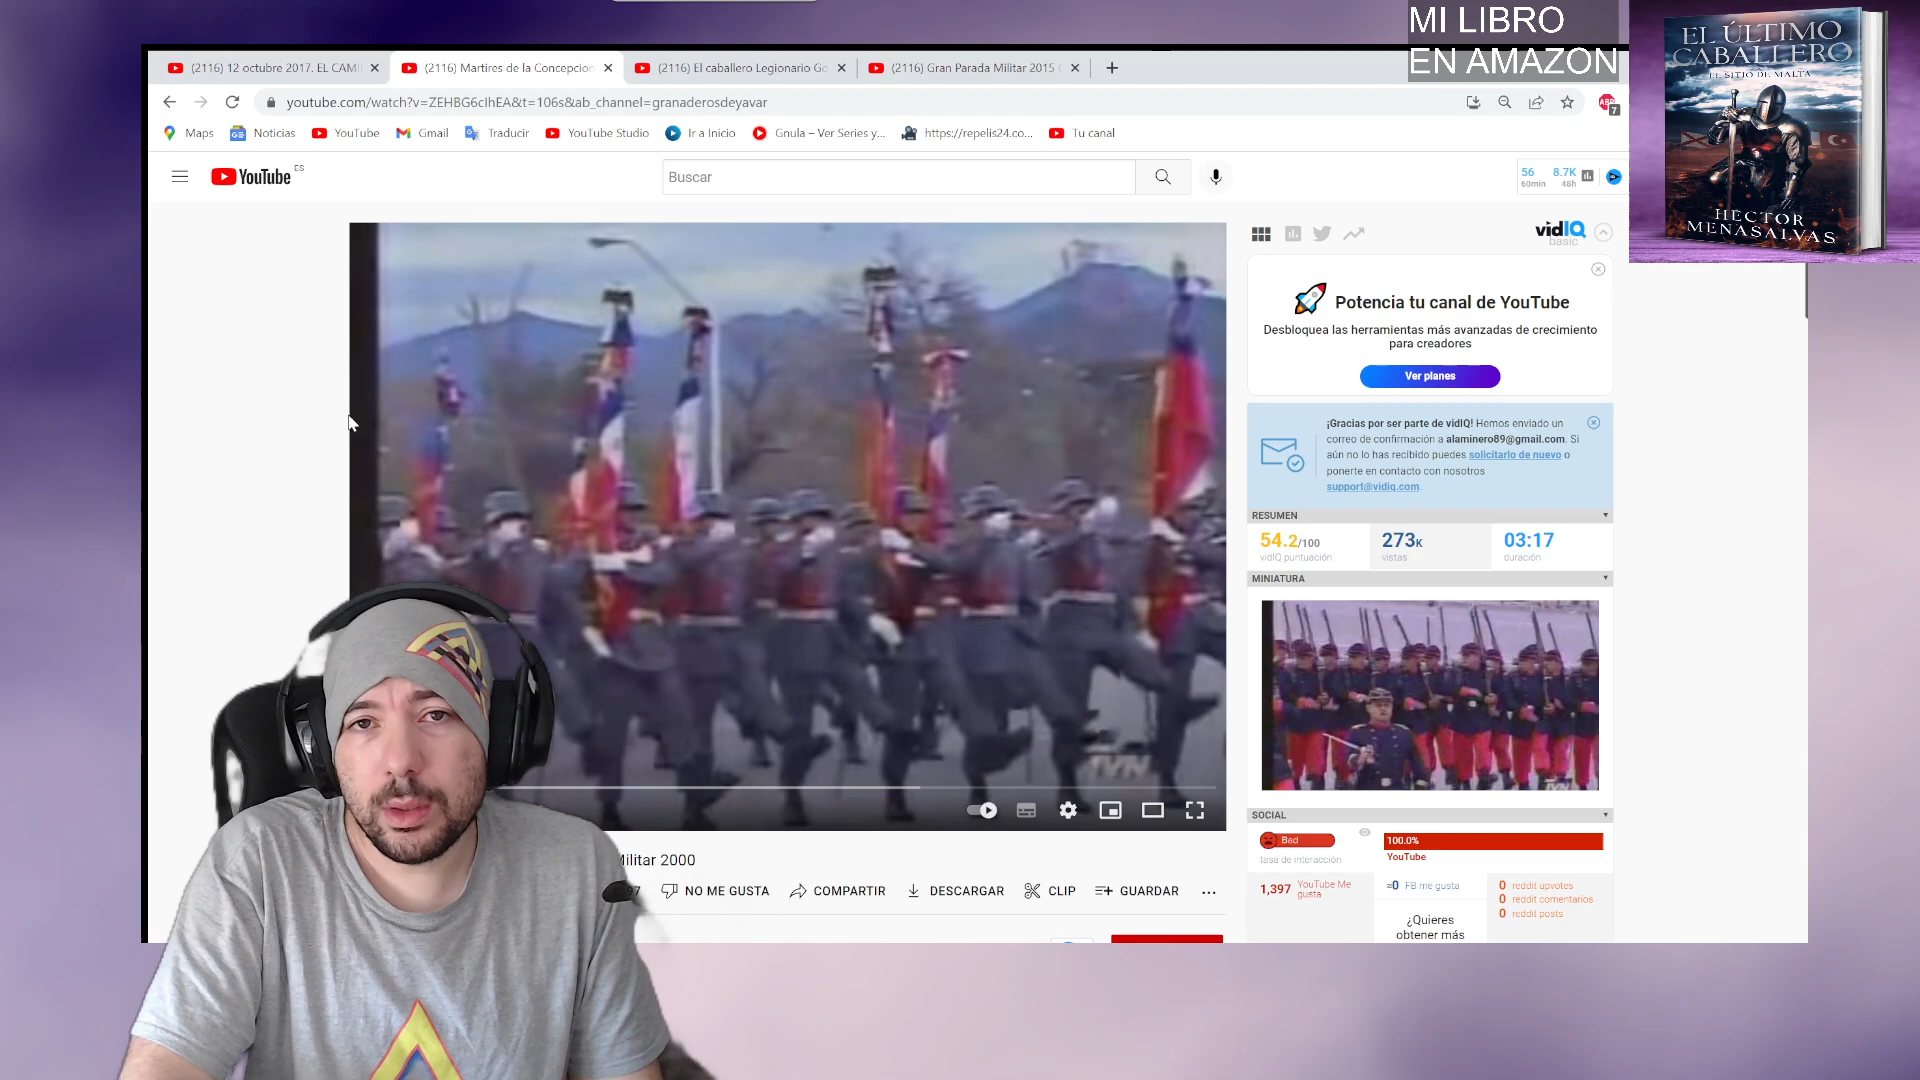 MI LIBRO
EN AMAZON
EL ÚLTIMO
CABALLERO
EL SITIO DE MALTA
HECTOR
MENASALVAS
(2116) 12 octubre 2017. EL CAMI
(2116) Martires de la Concepcion
(2116) El caballero Legionario Go
(2116) Gran Parada Militar 2015
youtube.com/watch?v=ZEHBG6cIhEA&t=106s&ab_channel=granaderosdeyavar
ABP
7
Maps
Noticias
YouTube
Gmail
Traducir
YouTube Studio
Ir a Inicio
Gnula – Ver Series y...
https://repelis24.co...
Tu canal
YouTube ES
Buscar
56
60min
8.7K
48h
vidIQ
basic
Potencia tu canal de YouTube
Desbloquea las herramientas más avanzadas de crecimiento
para creadores
Ver planes
¡Gracias por ser parte de vidIQ! Hemos enviado un
correo de confirmación a alaminero89@gmail.com. Si
aún no lo has recibido puedes solicitarlo de nuevo o
ponerte en contacto con nosotros
support@vidiq.com.
RESUMEN
54.2/100
vidIQ puntuación
273K
vistas
03:17
duración
MINIATURA
TVN
SOCIAL
Bad
tasa de interacción
100.0%
YouTube
1,397 YouTube Me
gusta
≈0 FB me gusta
0 reddit upvotes
0 reddit comentarios
0 reddit posts
¿Quieres
obtener más
TVN
Militar 2000
97
NO ME GUSTA
COMPARTIR
DESCARGAR
CLIP
GUARDAR